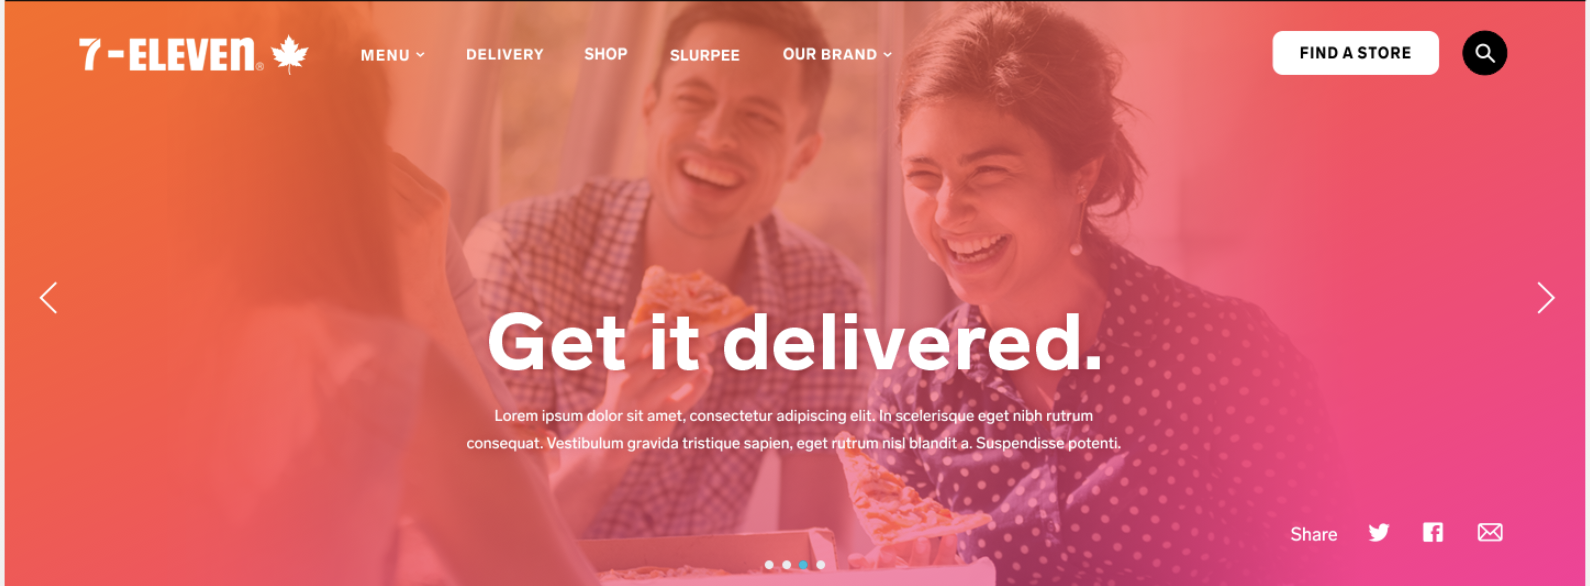 7-ELEVEN®
MENU
DELIVERY
SHOP
SLURPEE
OUR BRAND
FIND A STORE
Get it delivered.
Lorem ipsum dolor sit amet, consectetur adipiscing elit. In scelerisque eget nibh rutrum
consequat. Vestibulum gravida tristique sapien, eget rutrum nisl blandit a. Suspendisse potenti.
Share